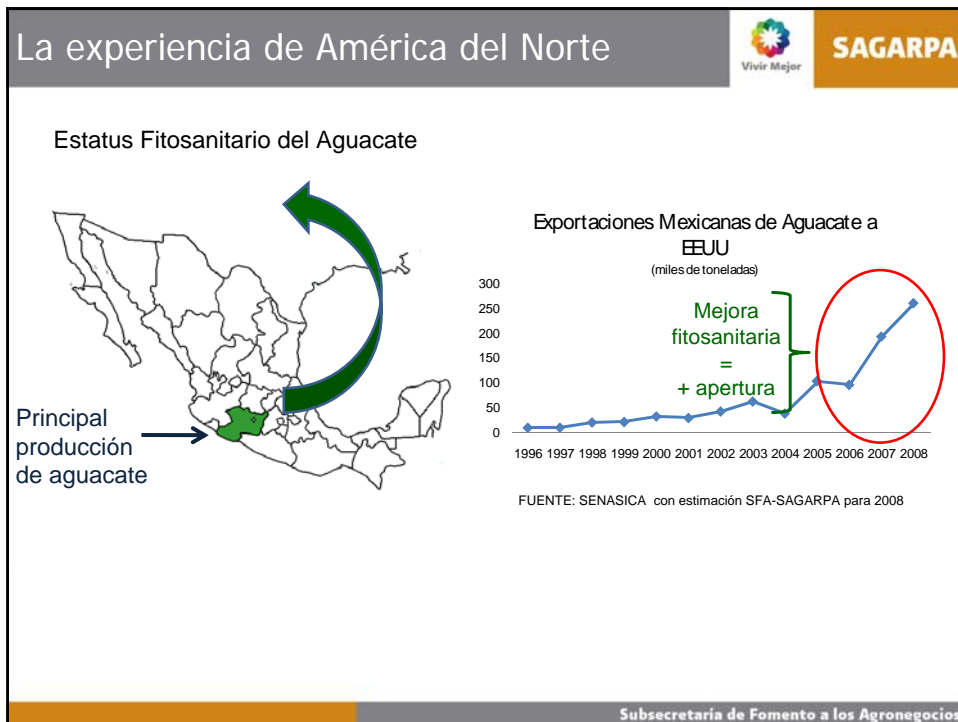 La experiencia de América del Norte
Vivir Mejor
SAGARPA
Estatus Fitosanitario del Aguacate
Principal
producción
de aguacate
Exportaciones Mexicanas de Aguacate a
EEUU
(miles de toneladas)
300
250
200
150
100
50
0
Mejora
fitosanitaria
=
+ apertura
1996 1997 1998 1999 2000 2001 2002 2003 2004 2005 2006 2007 2008
FUENTE: SENASICA con estimación SFA-SAGARPA para 2008
Subsecretaría de Fomento a los Agronegocios